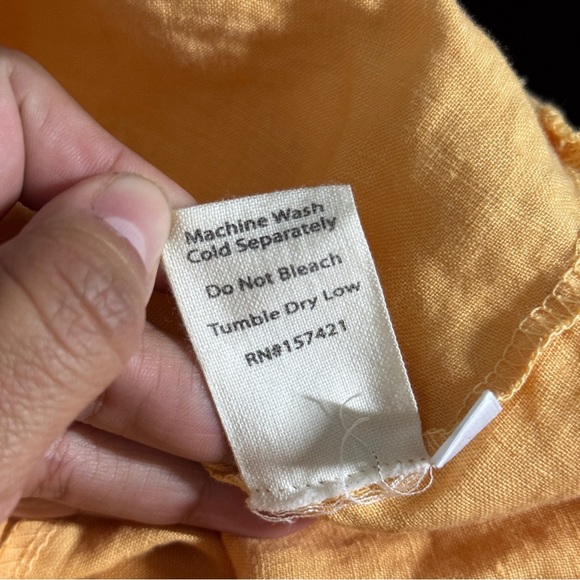 Machine Wash
Cold Separately
Do Not Bleach
Tumble Dry Low
RN#157421